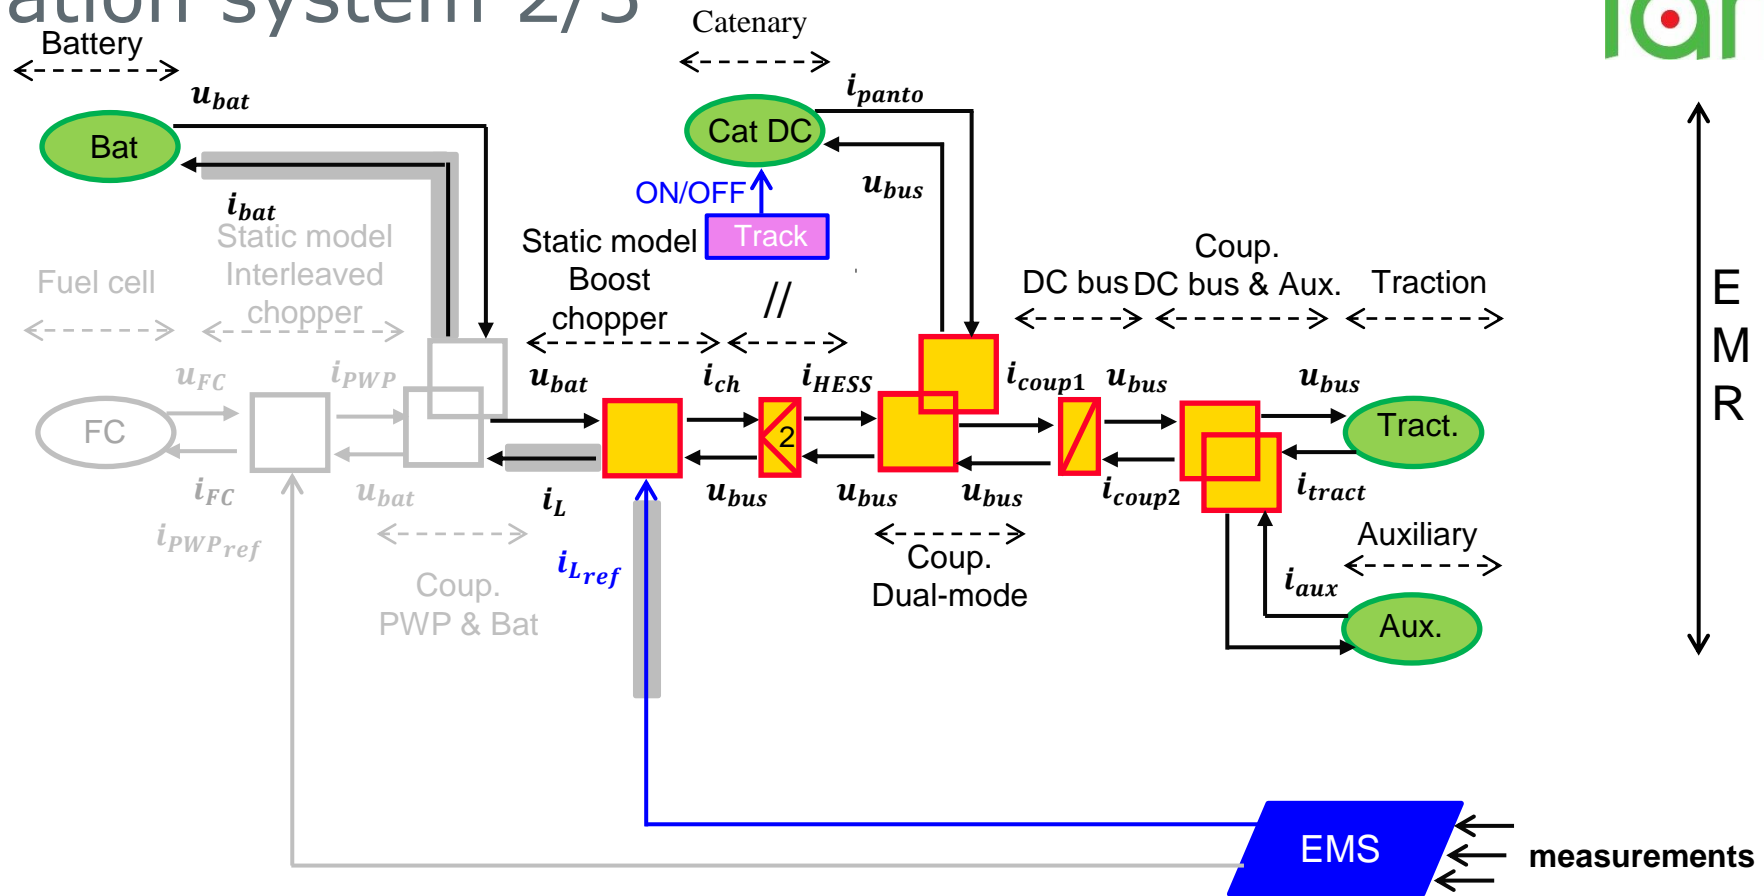 ation system 2/5
Battery
Catenary
u_bat
i_panto
Bat
Cat DC
ON/OFF
u_bus
i_bat
Track
Static model
Interleaved
chopper
Static model
Boost
chopper
//
Fuel cell
DC bus
Coup.
DC bus & Aux.
Traction
E
M
R
u_FC
i_PWP
u_bat
i_ch
i_HESS
i_coup1
u_bus
u_bus
FC
2
Tract.
i_FC
u_bat
i_L
u_bus
u_bus
u_bus
i_coup2
i_tract
i_PWP_ref
i_L_ref
Coup.
PWP & Bat
Coup.
Dual-mode
Auxiliary
i_aux
Aux.
EMS
measurements